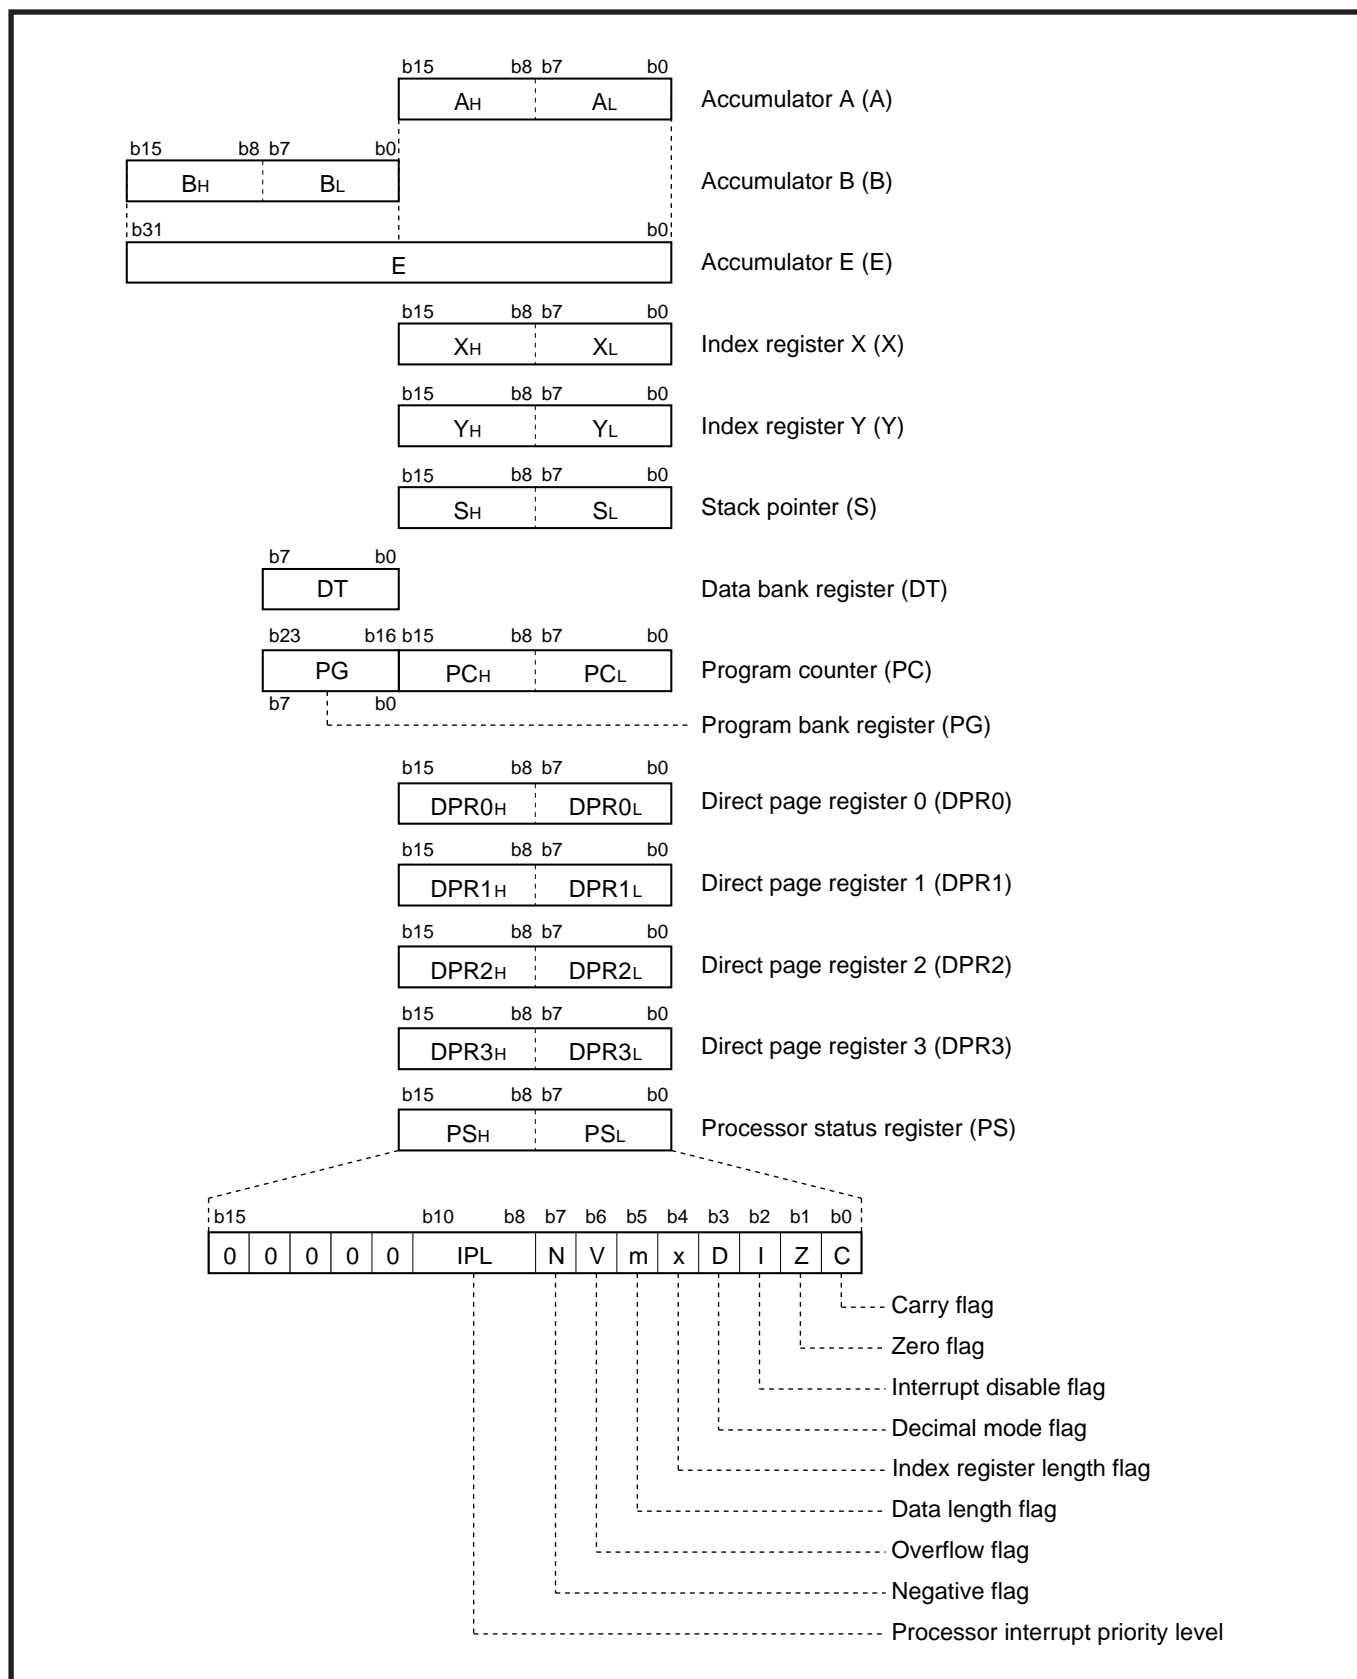 b15 b8 b7 b0
AH AL Accumulator A (A)
b15 b8 b7 b0
BH BL Accumulator B (B)
b31 b0
E Accumulator E (E)
b15 b8 b7 b0
XH XL Index register X (X)
b15 b8 b7 b0
YH YL Index register Y (Y)
b15 b8 b7 b0
SH SL Stack pointer (S)
b7 b0
DT Data bank register (DT)
b23 b16 b15 b8 b7 b0
PG PCH PCL Program counter (PC)
b7 b0
Program bank register (PG)
b15 b8 b7 b0
DPR0H DPR0L Direct page register 0 (DPR0)
b15 b8 b7 b0
DPR1H DPR1L Direct page register 1 (DPR1)
b15 b8 b7 b0
DPR2H DPR2L Direct page register 2 (DPR2)
b15 b8 b7 b0
DPR3H DPR3L Direct page register 3 (DPR3)
b15 b8 b7 b0
PSH PSL Processor status register (PS)
b15 b10 b8 b7 b6 b5 b4 b3 b2 b1 b0
0 0 0 0 0 IPL N V m x D I Z C
Carry flag
Zero flag
Interrupt disable flag
Decimal mode flag
Index register length flag
Data length flag
Overflow flag
Negative flag
Processor interrupt priority level